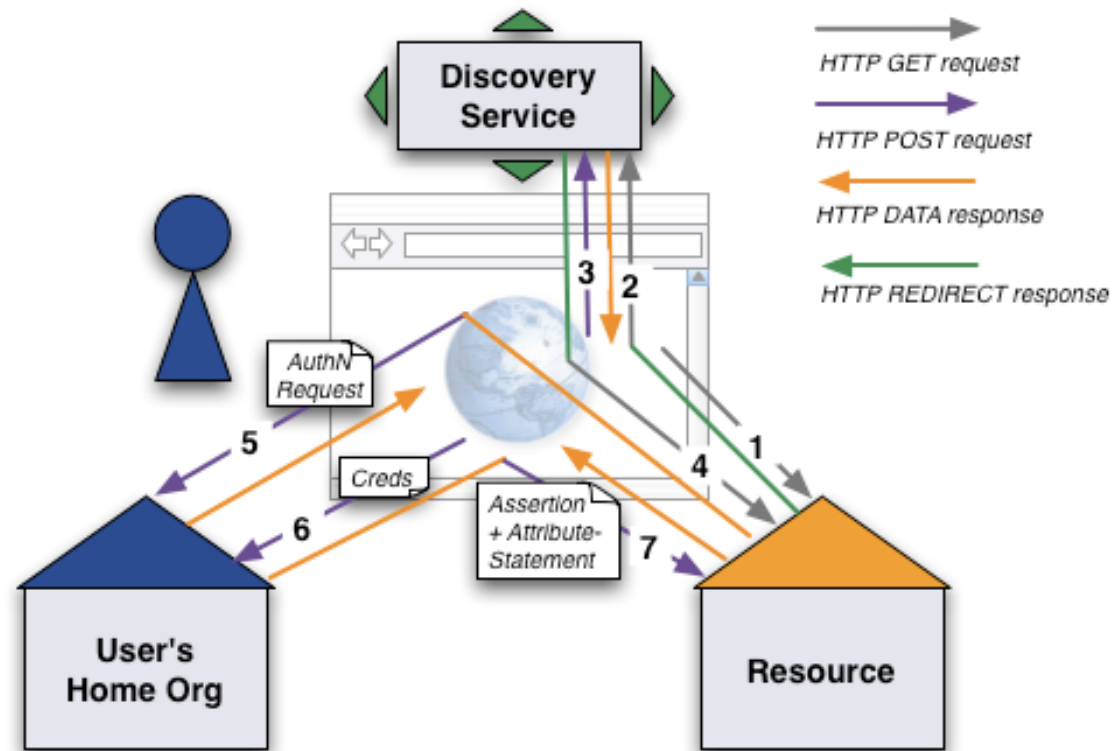 Discovery
Service
HTTP GET request
HTTP POST request
HTTP DATA response
HTTP REDIRECT response
3
2
AuthN
Request
5
1
4
Creds
Assertion
+ Attribute-
Statement
6
7
User's
Home Org
Resource